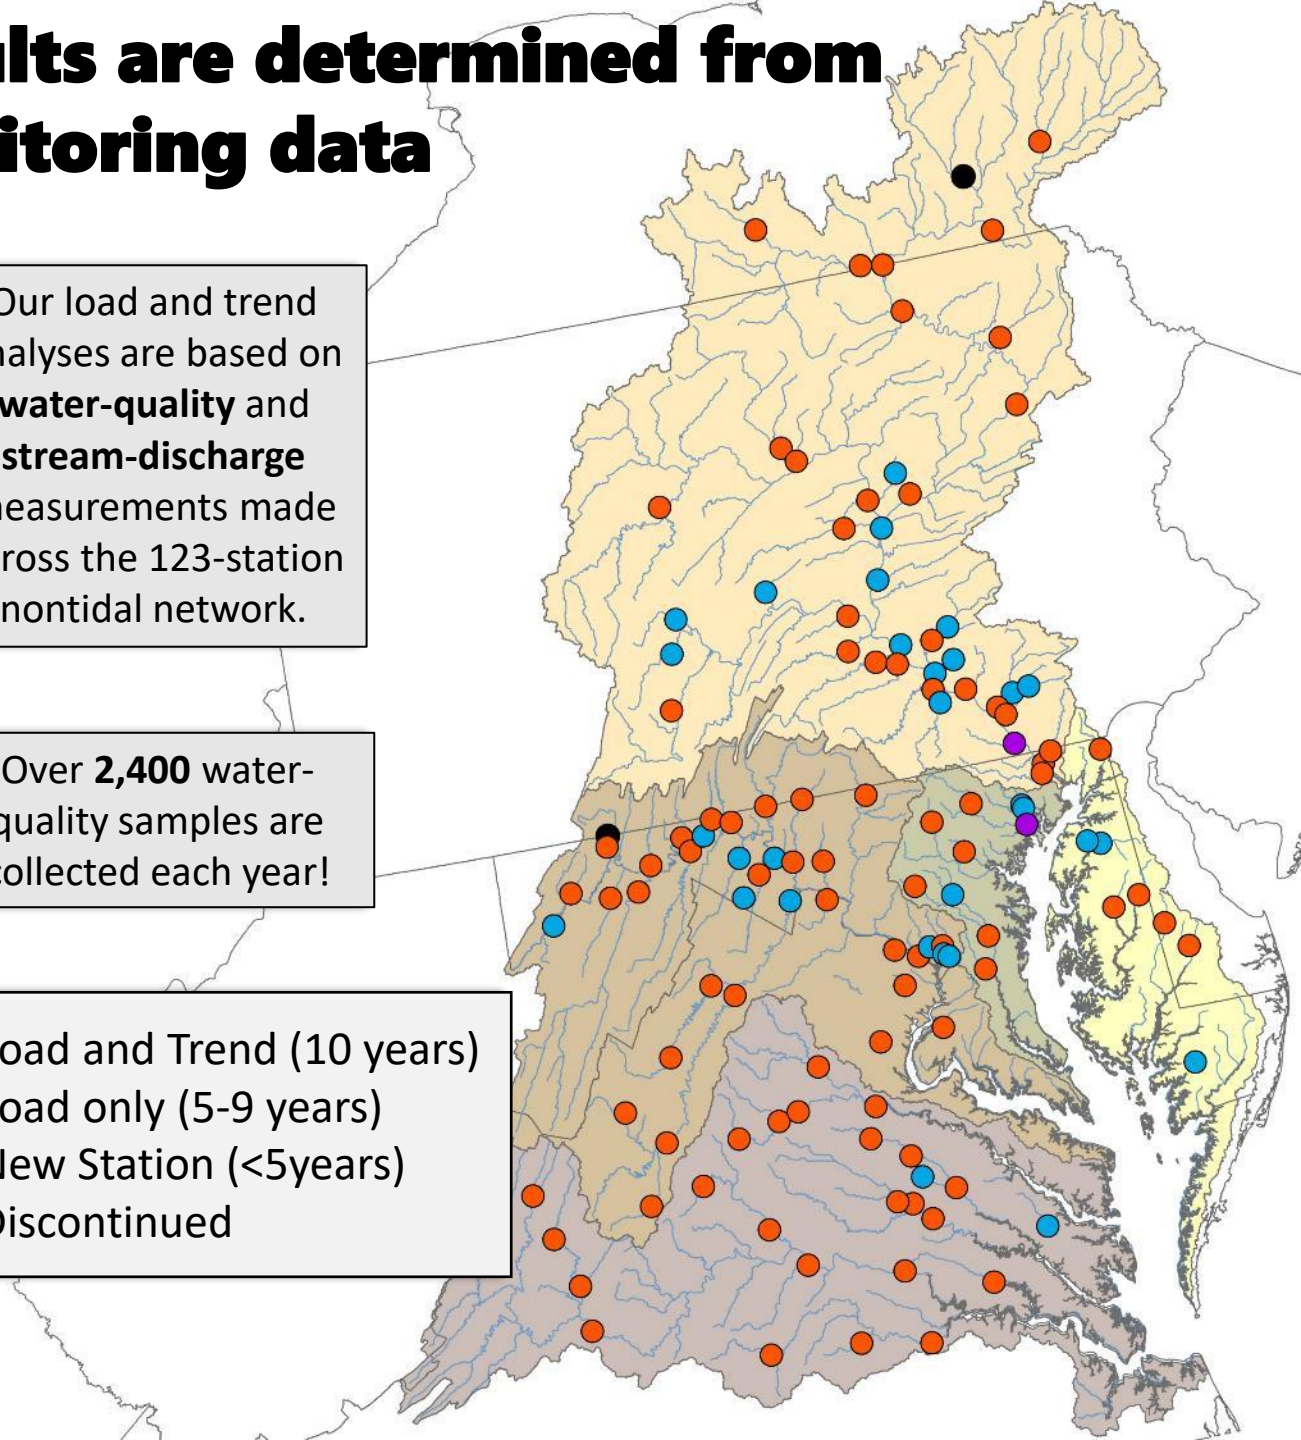 lts are determined from
itoring data
Our load and trend
nalyses are based on
water-quality and
stream-discharge
easurements made
ross the 123-station
nontidal network.
Over 2,400 water-
quality samples are
collected each year!
oad and Trend (10 years)
oad only (5-9 years)
New Station (<5years)
Discontinued